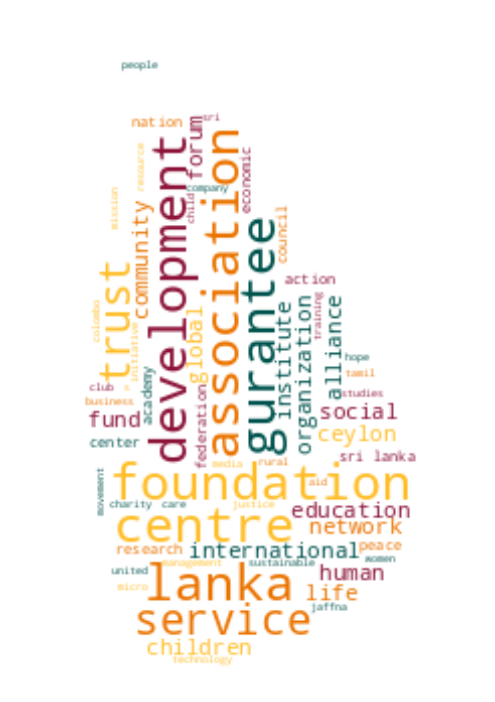 people
nation
sri
forum
resource
development
association
economic
company
child
mission
community
council
gurantee
trust
action
global
colombo
initiative
institute
organization
training
alliance
hope
tamil
academy
club
studies
business
federation
fund
social
center
ceylon
sri lanka
media
rural
movement
foundation
aid
charity
care
justice
education
centre
network
research
international
peace
management
sustainable
women
united
human
micro
lanka
life
jaffna
service
children
technology